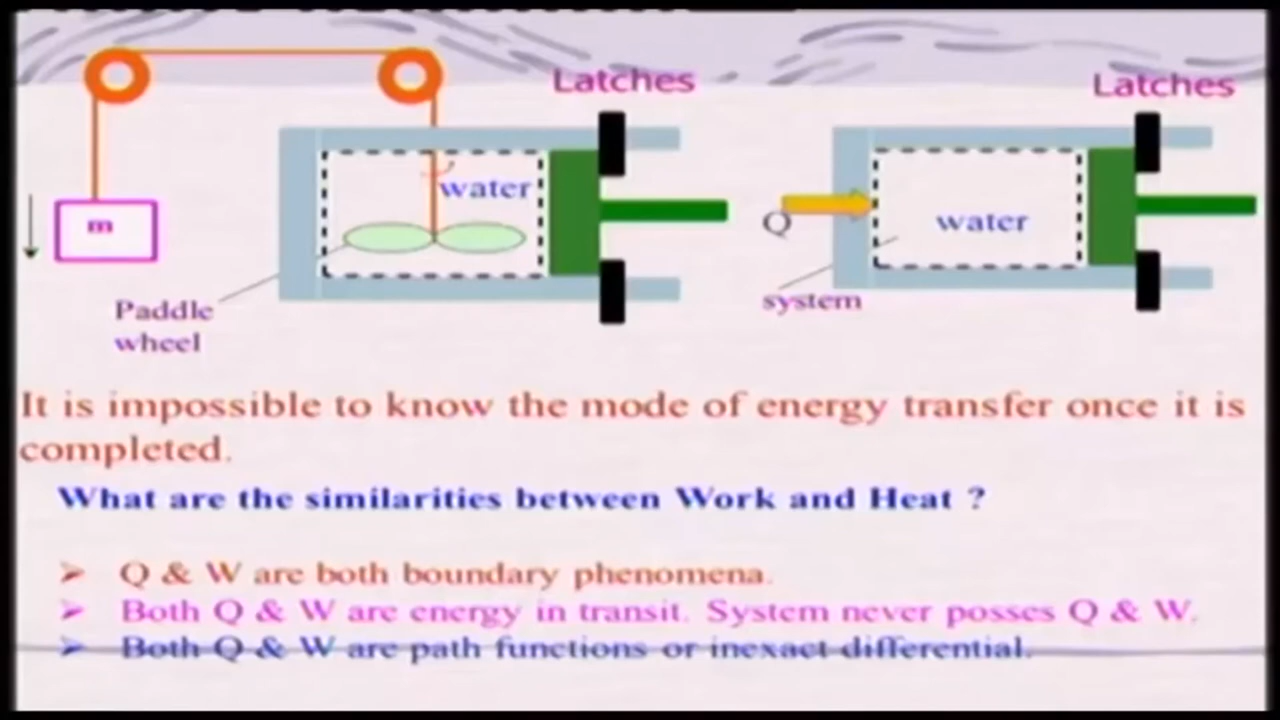 Latches
Latches
water
m
Q
water
system
Paddle
wheel
It is impossible to know the mode of energy transfer once it is
completed.
What are the similarities between Work and Heat ?
➢ Q & W are both boundary phenomena.
➢ Both Q & W are energy in transit. System never posses Q & W.
➢ Both Q & W are path functions or inexact differential.